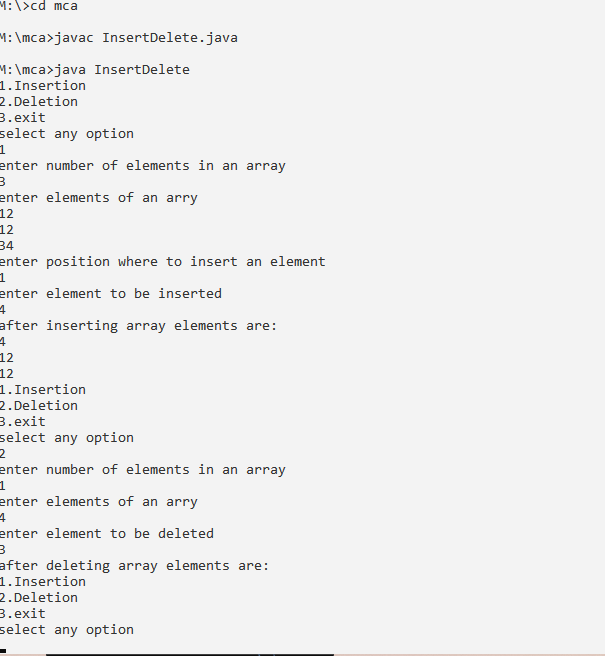 M:\>cd mca
M:\mca>javac InsertDelete.java
M:\mca>java InsertDelete
1.Insertion
2.Deletion
3.exit
select any option
1
enter number of elements in an array
3
enter elements of an arry
12
12
34
enter position where to insert an element
1
enter element to be inserted
4
after inserting array elements are:
4
12
12
1.Insertion
2.Deletion
3.exit
select any option
2
enter number of elements in an array
1
enter elements of an arry
4
enter element to be deleted
3
after deleting array elements are:
1.Insertion
2.Deletion
3.exit
select any option